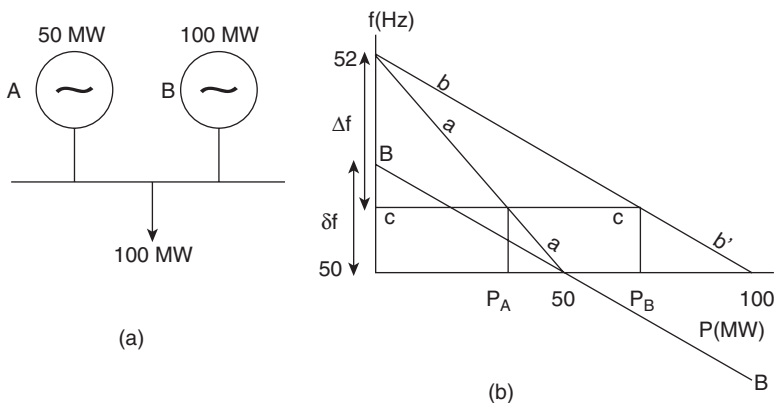 50 MW
100 MW
A
B
100 MW
(a)
f(Hz)
52
b
Δf
a
B
c
c
δf
a
b'
50
P_A
50
P_B
100
P(MW)
B
(b)